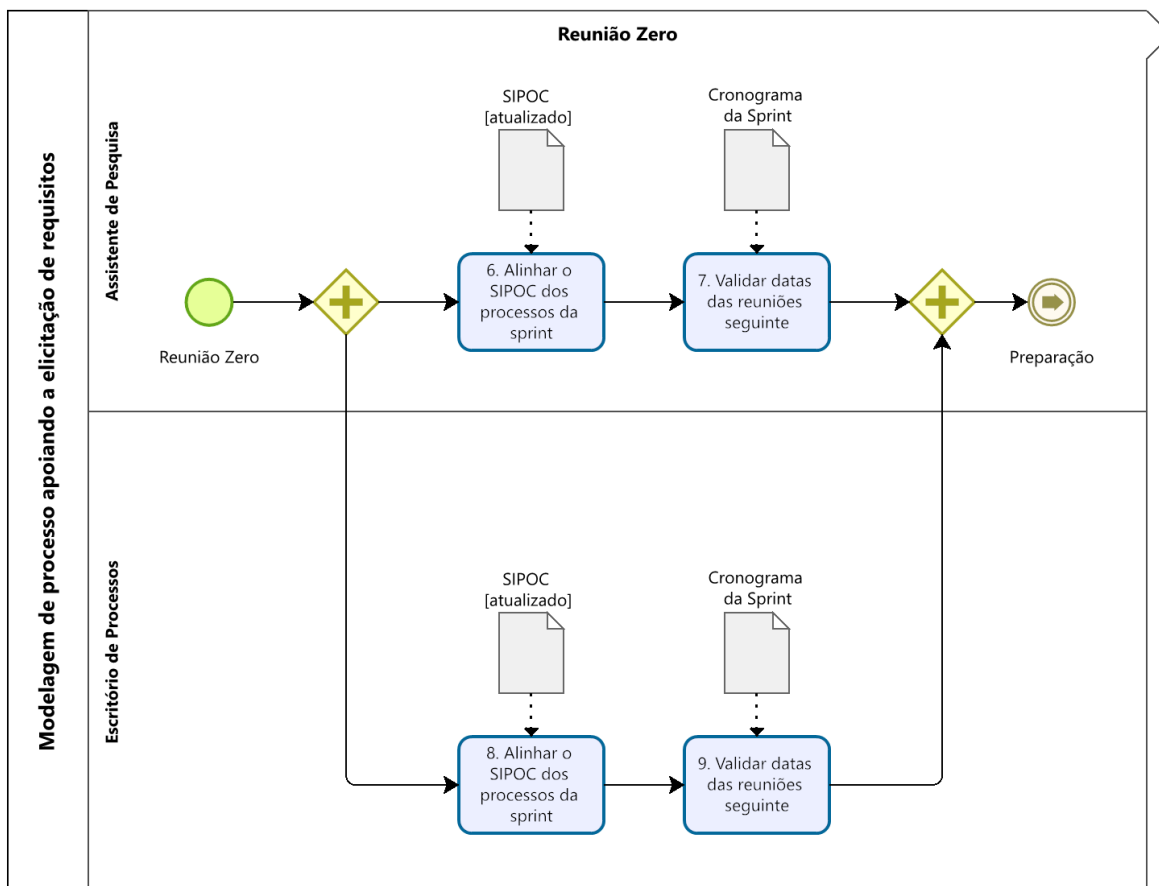 Modelagem de processo apoiando a elicitação de requisitos
Reunião Zero
Assistente de Pesquisa
SIPOC
[atualizado]
Cronograma
da Sprint
6. Alinhar o
SIPOC dos
processos da
sprint
7. Validar datas
das reuniões
seguinte
Reunião Zero
Preparação
Escritório de Processos
SIPOC
[atualizado]
Cronograma
da Sprint
8. Alinhar o
SIPOC dos
processos da
sprint
9. Validar datas
das reuniões
seguinte